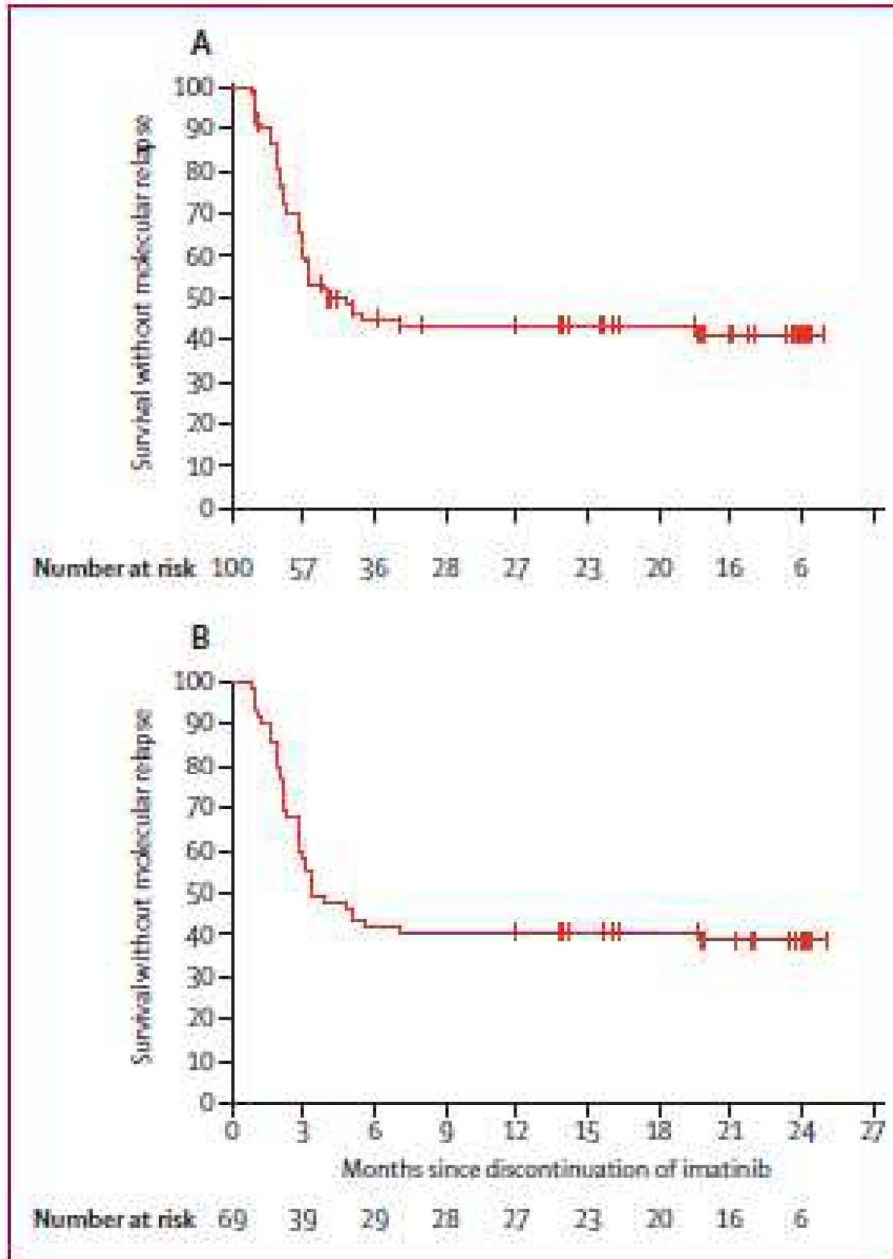 A
Survival without molecular relapse
100
90
80
70
60
50
40
30
20
10
0
Number at risk 100 57 36 28 27 23 20 16 6
B
Survival without molecular relapse
100
90
80
70
60
50
40
30
20
10
0
0 3 6 9 12 15 18 21 24 27
Months since discontinuation of imatinib
Number at risk 69 39 29 28 27 23 20 16 6